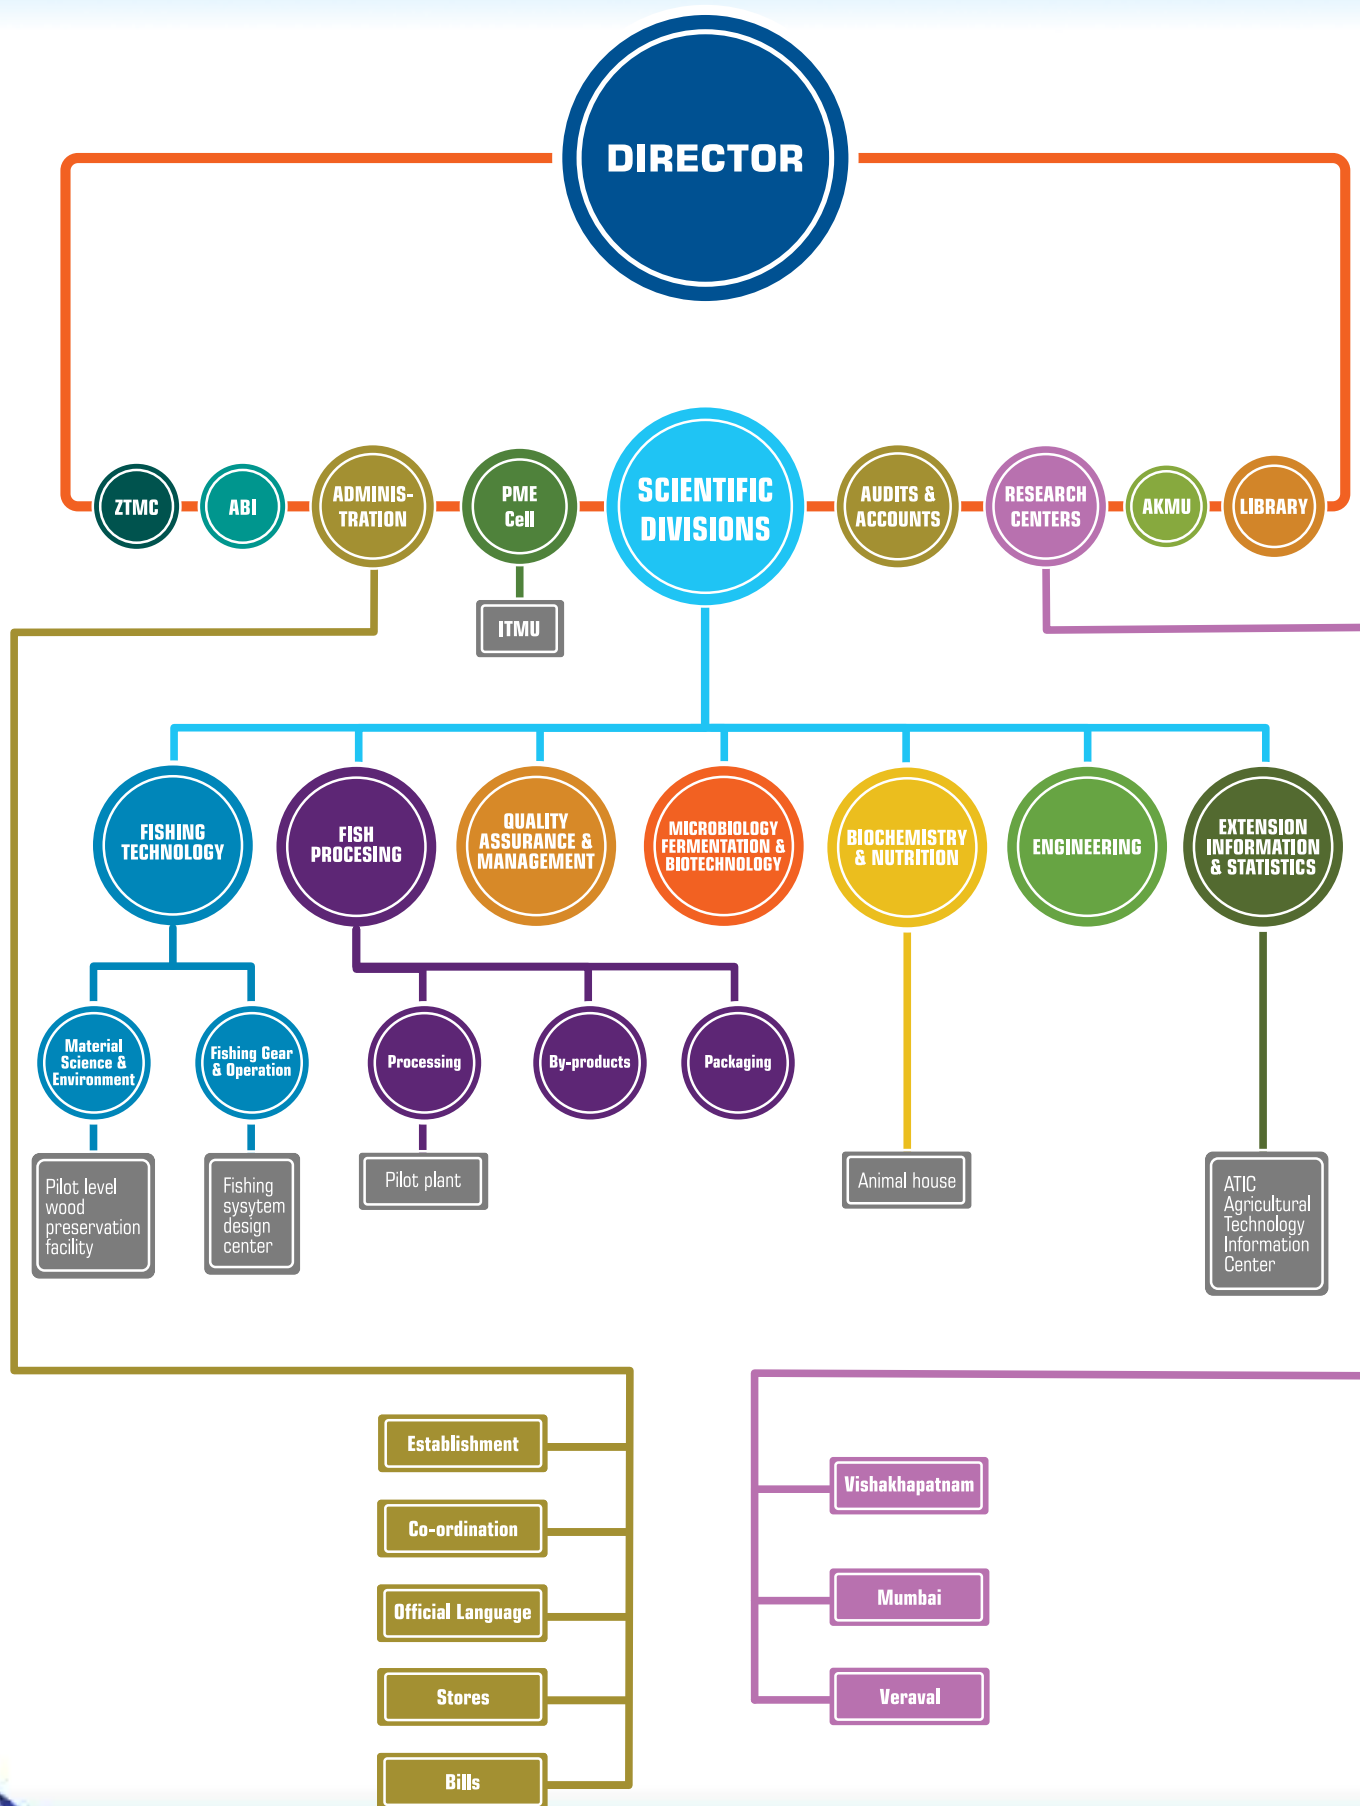 DIRECTOR
ZTMC
ABI
ADMINIS-
TRATION
PME
Cell
SCIENTIFIC
DIVISIONS
AUDITS &
ACCOUNTS
RESEARCH
CENTERS
AKMU
LIBRARY
ITMU
FISHING
TECHNOLOGY
FISH
PROCESING
QUALITY
ASSURANCE &
MANAGEMENT
MICROBIOLOGY
FERMENTATION &
BIOTECHNOLOGY
BIOCHEMISTRY
& NUTRITION
ENGINEERING
EXTENSION
INFORMATION
& STATISTICS
Material
Science &
Environment
Fishing Gear
& Operation
Processing
By-products
Packaging
Pilot level
wood
preservation
facility
Fishing
sysytem
design
center
Pilot plant
Animal house
ATIC
Agricultural
Technology
Information
Center
Establishment
Co-ordination
Official Language
Stores
Bills
Vishakhapatnam
Mumbai
Veraval